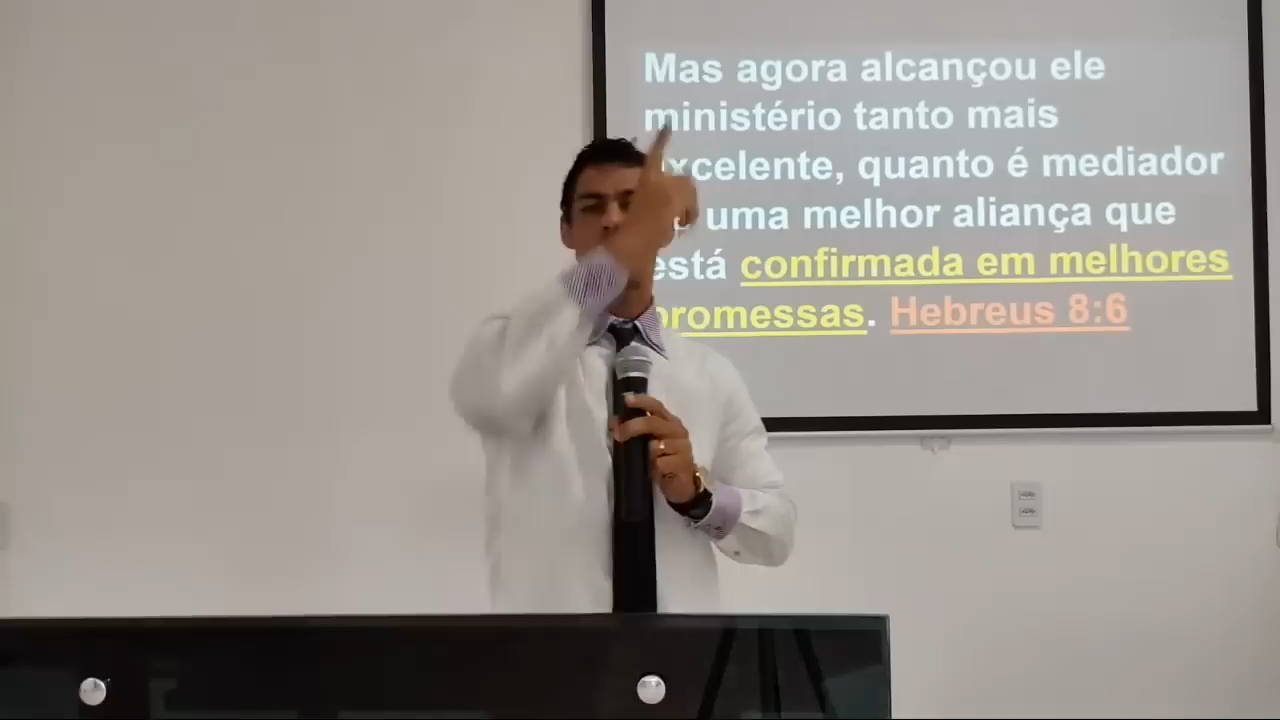 Mas agora alcançou ele
ministério tanto mais
xcelente, quanto é mediador
uma melhor aliança que
está confirmada em melhores
promessas. Hebreus 8:6